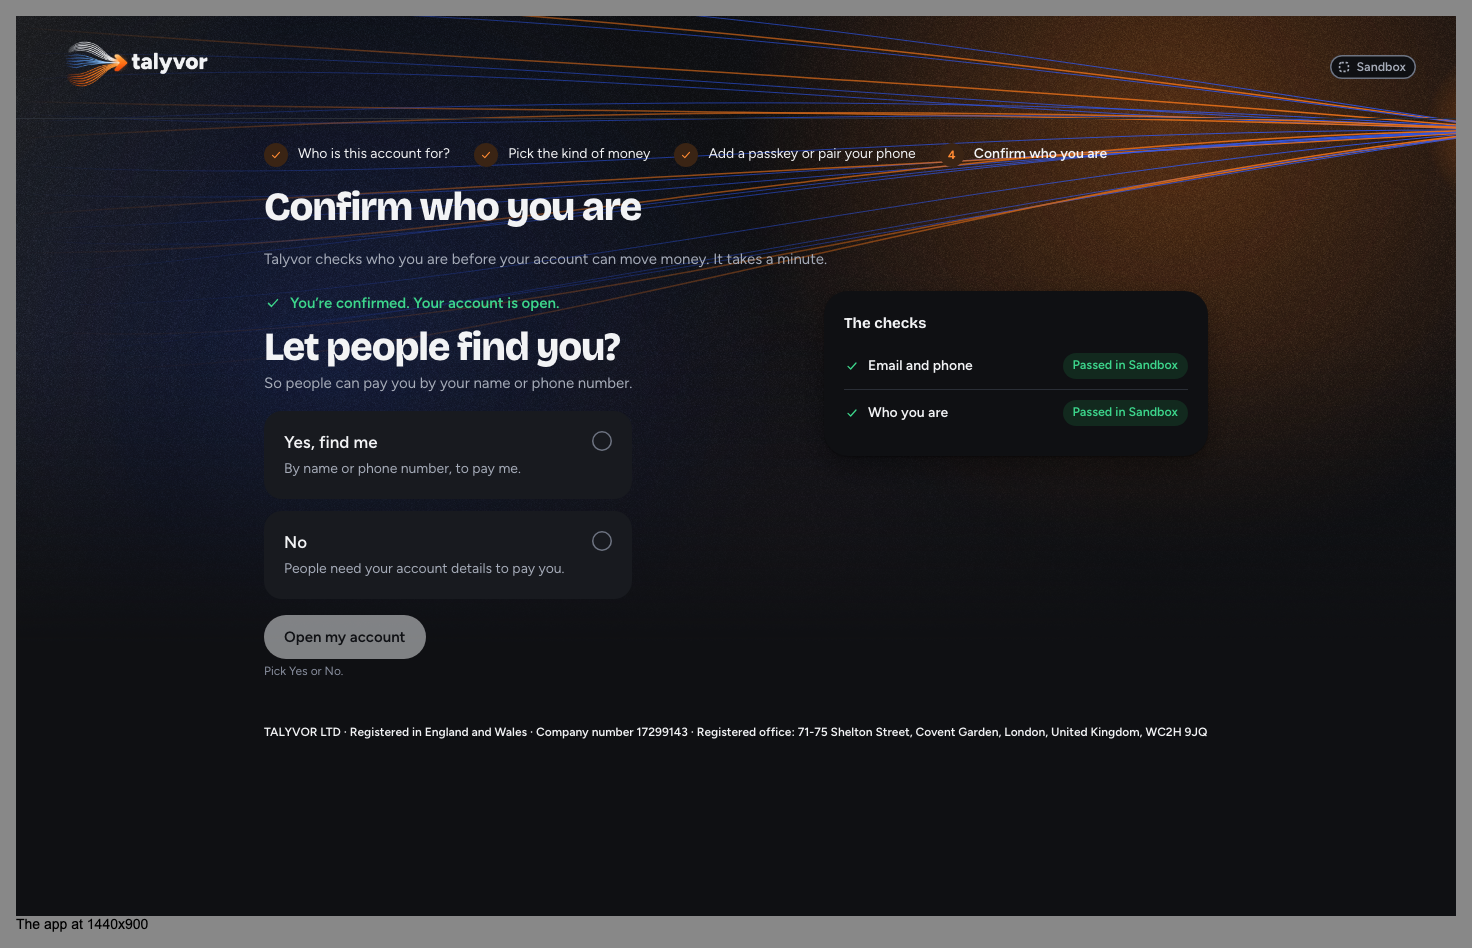 talyvor
Sandbox
Who is this account for?
Pick the kind of money
Add a passkey or pair your phone
4 Confirm who you are
Confirm who you are
Talyvor checks who you are before your account can move money. It takes a minute.
You're confirmed. Your account is open.
Let people find you?
So people can pay you by your name or phone number.
Yes, find me
By name or phone number, to pay me.
No
People need your account details to pay you.
Open my account
Pick Yes or No.
The checks
Email and phone Passed in Sandbox
Who you are Passed in Sandbox
TALYVOR LTD · Registered in England and Wales · Company number 17299143 · Registered office: 71-75 Shelton Street, Covent Garden, London, United Kingdom, WC2H 9JQ
The app at 1440x900